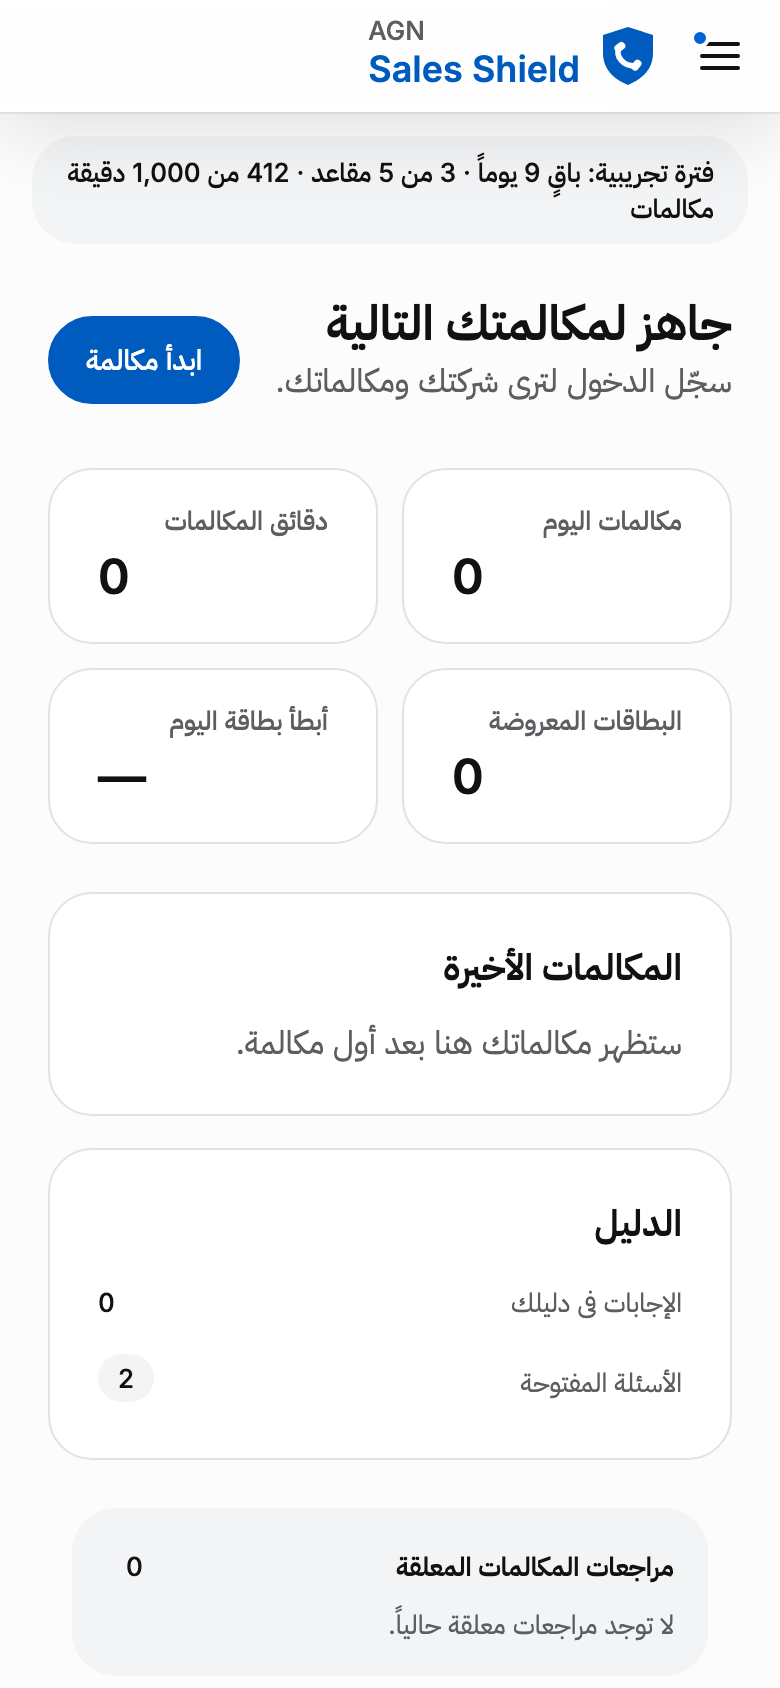 AGN
Sales Shield
فترة تجريبية: باقٍ 9 يوماً · 3 من 5 مقاعد · 412 من 1,000 دقيقة
مكالمات
جاهز لمكالمتك التالية
سجّل الدخول لترى شركتك ومكالماتك.
ابدأ مكالمة
مكالمات اليوم
0
دقائق المكالمات
0
البطاقات المعروضة
0
أبطأ بطاقة اليوم
—
المكالمات الأخيرة
ستظهر مكالماتك هنا بعد أول مكالمة.
الدليل
الإجابات في دليلك
0
الأسئلة المفتوحة
2
مراجعات المكالمات المعلقة
0
لا توجد مراجعات معلقة حالياً.